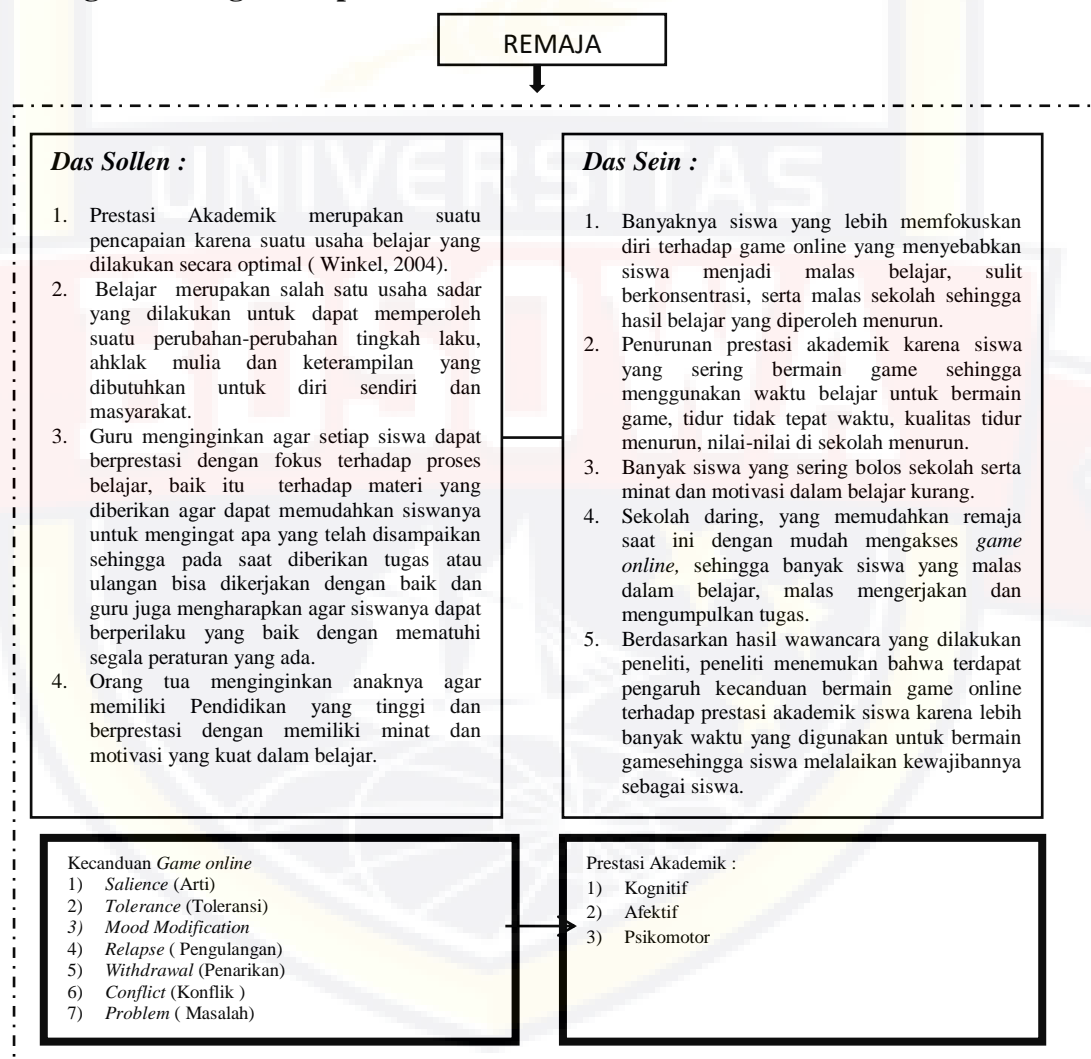 REMAJA
Das Sollen :
1. Prestasi Akademik merupakan suatu
pencapaian karena suatu usaha belajar yang
dilakukan secara optimal ( Winkel, 2004).
2. Belajar merupakan salah satu usaha sadar
yang dilakukan untuk dapat memperoleh
suatu perubahan-perubahan tingkah laku,
ahklak mulia dan keterampilan yang
dibutuhkan untuk diri sendiri dan
masyarakat.
3. Guru menginginkan agar setiap siswa dapat
berprestasi dengan fokus terhadap proses
belajar, baik itu terhadap materi yang
diberikan agar dapat memudahkan siswanya
untuk mengingat apa yang telah disampaikan
sehingga pada saat diberikan tugas atau
ulangan bisa dikerjakan dengan baik dan
guru juga mengharapkan agar siswanya dapat
berperilaku yang baik dengan mematuhi
segala peraturan yang ada.
4. Orang tua menginginkan anaknya agar
memiliki Pendidikan yang tinggi dan
berprestasi dengan memiliki minat dan
motivasi yang kuat dalam belajar.
Das Sein :
1. Banyaknya siswa yang lebih memfokuskan
diri terhadap game online yang menyebabkan
siswa menjadi malas belajar, sulit
berkonsentrasi, serta malas sekolah sehingga
hasil belajar yang diperoleh menurun.
2. Penurunan prestasi akademik karena siswa
yang sering bermain game sehingga
menggunakan waktu belajar untuk bermain
game, tidur tidak tepat waktu, kualitas tidur
menurun, nilai-nilai di sekolah menurun.
3. Banyak siswa yang sering bolos sekolah serta
minat dan motivasi dalam belajar kurang.
4. Sekolah daring, yang memudahkan remaja
saat ini dengan mudah mengakses game
online, sehingga banyak siswa yang malas
dalam belajar, malas mengerjakan dan
mengumpulkan tugas.
5. Berdasarkan hasil wawancara yang dilakukan
peneliti, peneliti menemukan bahwa terdapat
pengaruh kecanduan bermain game online
terhadap prestasi akademik siswa karena lebih
banyak waktu yang digunakan untuk bermain
gamesehingga siswa melalaikan kewajibannya
sebagai siswa.
Kecanduan Game online
1) Salience (Arti)
2) Tolerance (Toleransi)
3) Mood Modification
4) Relapse ( Pengulangan)
5) Withdrawal (Penarikan)
6) Conflict (Konflik )
7) Problem ( Masalah)
Prestasi Akademik :
1) Kognitif
2) Afektif
3) Psikomotor
UNIVERSITAS
BOSOWA